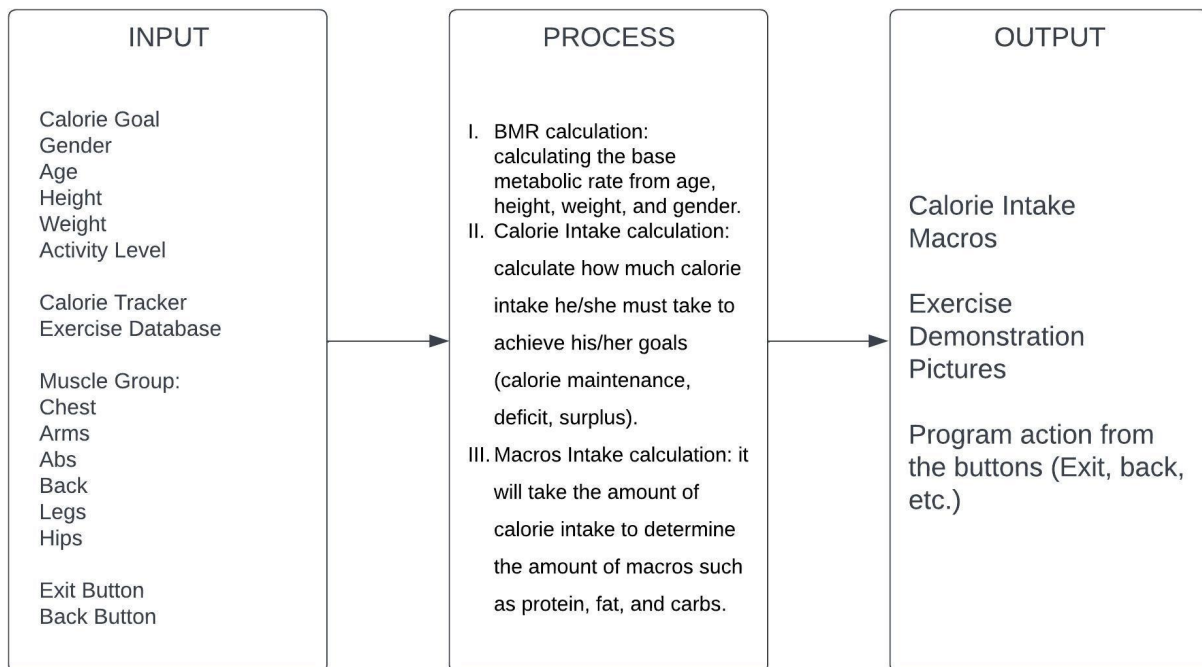 INPUT
Calorie Goal
Gender
Age
Height
Weight
Activity Level
Calorie Tracker
Exercise Database
Muscle Group:
Chest
Arms
Abs
Back
Legs
Hips
Exit Button
Back Button
PROCESS
I. BMR calculation:
calculating the base
metabolic rate from age,
height, weight, and gender.
II. Calorie Intake calculation:
calculate how much calorie
intake he/she must take to
achieve his/her goals
(calorie maintenance,
deficit, surplus).
III. Macros Intake calculation: it
will take the amount of
calorie intake to determine
the amount of macros such
as protein, fat, and carbs.
OUTPUT
Calorie Intake
Macros
Exercise
Demonstration
Pictures
Program action from
the buttons (Exit, back,
etc.)